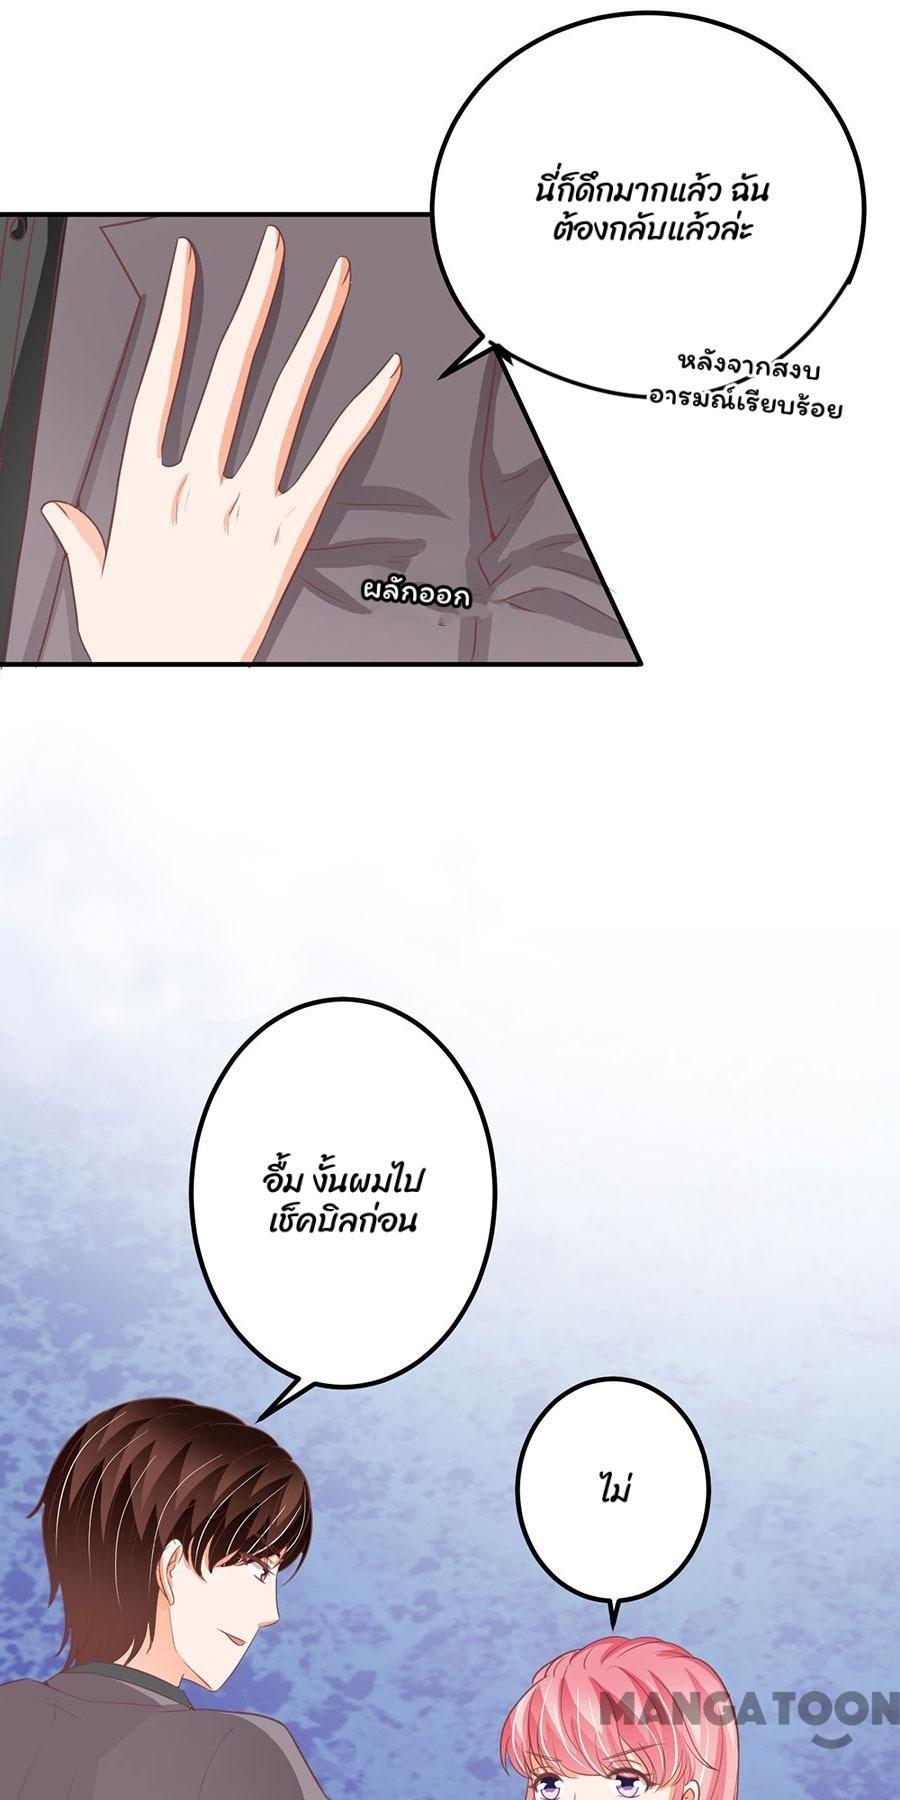 นี่ก็ดึกมากแล้ว ฉัน
ต้องกลับแล้วล่ะ
หลังจากสงบ
อารมณ์เรียบร้อย
ผลักออก
อื้ม งั้นผมไป
เช็คบิลก่อน
ไม่
MANGATOON